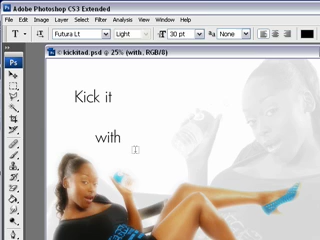 Adobe Photoshop CS3 Extended
File Edit Image Layer Select Filter Analysis View Window Help
T Futura Lt Light 30 pt aa None
kickitad.psd @ 25% (with, RGB/8)
Ps
Kick it
with